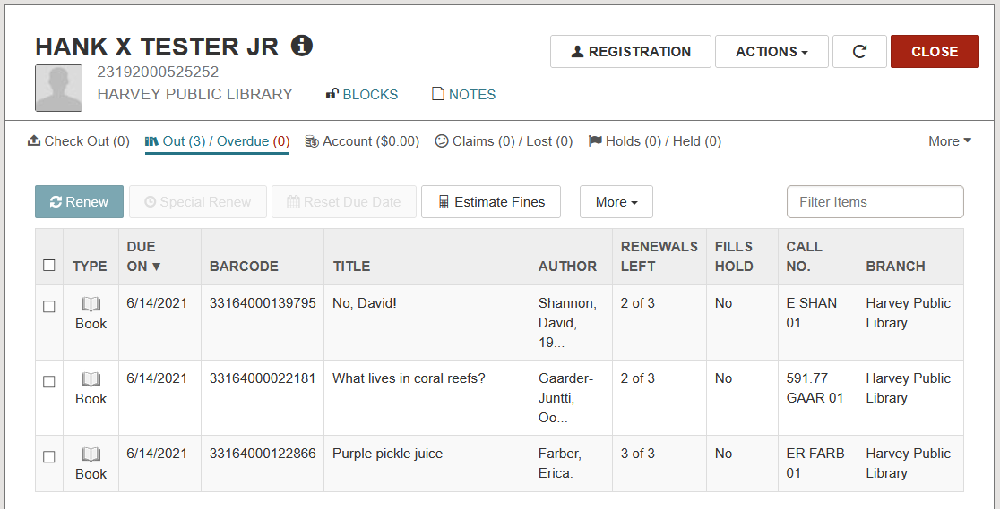 HANK X TESTER JR
REGISTRATION
ACTIONS
CLOSE
23192000525252
HARVEY PUBLIC LIBRARY
BLOCKS
NOTES
Check Out (0)
Out (3) / Overdue (0)
Account ($0.00)
Claims (0) / Lost (0)
Holds (0) / Held (0)
More
Renew
Special Renew
Reset Due Date
Estimate Fines
More
Filter Items
TYPE
DUE
ON ▼
BARCODE
TITLE
AUTHOR
RENEWALS
LEFT
FILLS
HOLD
CALL
NO.
BRANCH
Book
6/14/2021
33164000139795
No, David!
Shannon,
David,
19...
2 of 3
No
E SHAN
01
Harvey Public
Library
Book
6/14/2021
33164000022181
What lives in coral reefs?
Gaarder-
Juntti,
Oo...
2 of 3
No
591.77
GAAR 01
Harvey Public
Library
Book
6/14/2021
33164000122866
Purple pickle juice
Farber,
Erica.
3 of 3
No
ER FARB
01
Harvey Public
Library